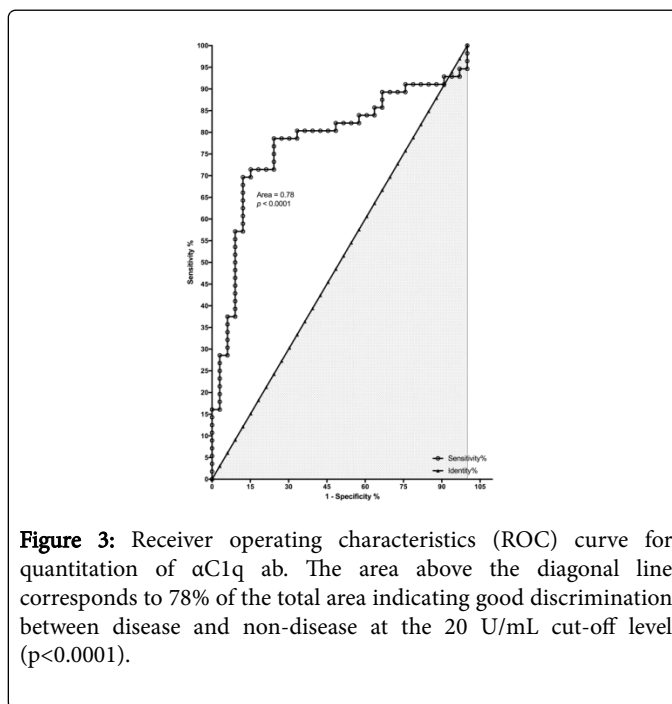 100
95
90
85
80
75
70
65
60
55
50
45
40
35
30
25
20
15
10
5
0
Sensitivity %
Area = 0.78
p < 0.0001
Sensitivity%
Identity%
0 15 30 45 60 75 90 105
1 - Specificity %
Figure 3: Receiver operating characteristics (ROC) curve for
quantitation of αC1q ab. The area above the diagonal line
corresponds to 78% of the total area indicating good discrimination
between disease and non-disease at the 20 U/mL cut-off level
(p<0.0001).